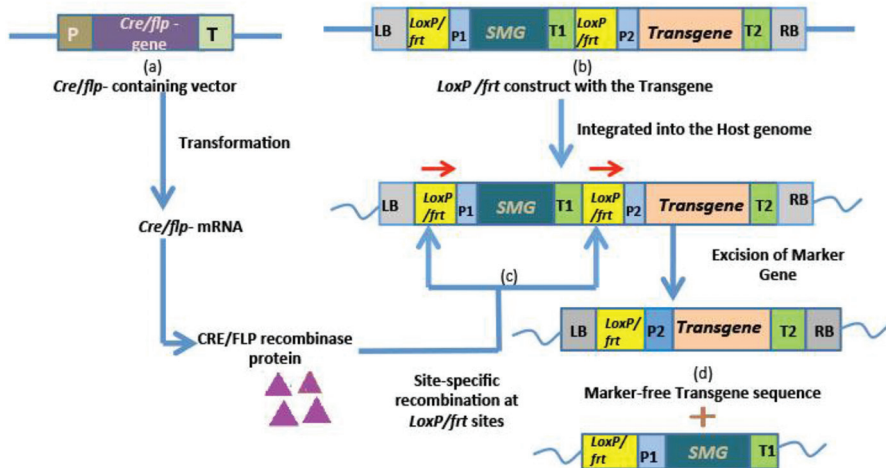 P
Cre/flp -
gene
T
(a)
Cre/flp- containing vector
LB
LoxP
/frt
P1
SMG
T1
LoxP
/frt
P2
Transgene
T2
RB
(b)
LoxP /frt construct with the Transgene
Transformation
Integrated into the Host genome
LB
LoxP
/frt
P1
SMG
T1
LoxP
/frt
P2
Transgene
T2
RB
Cre/flp- mRNA
(c)
Excision of Marker
Gene
CRE/FLP recombinase
protein
Site-specific
recombination at
LoxP/frt sites
LB
LoxP/
frt
P2
Transgene
T2
RB
(d)
Marker-free Transgene sequence
+
LoxP/
frt
P1
SMG
T1